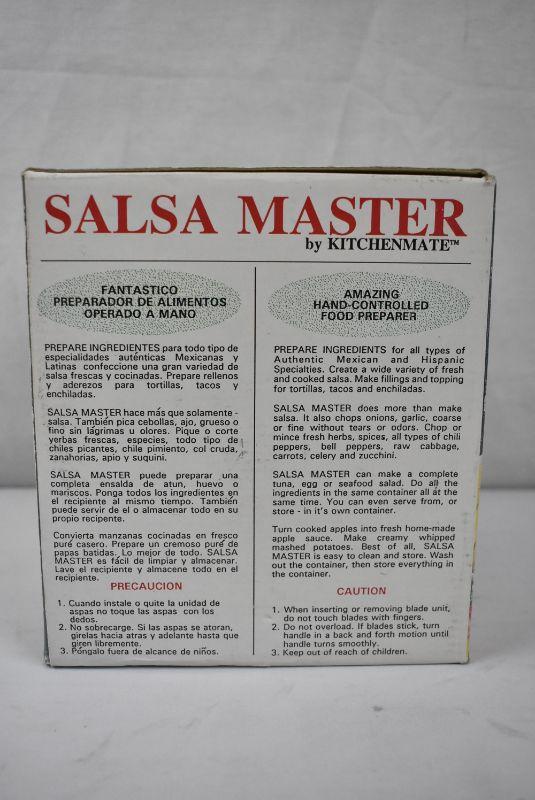 SALSA MASTER
by KITCHENMATE™
FANTASTICO
PREPARADOR DE ALIMENTOS
OPERADO A MANO
PREPARE INGREDIENTES para todo tipo de
especialidades auténticas Mexicanas y
Latinas confeccione una gran variedad de
salsa frescas y cocinadas. Prepare rellenos
y aderezos para tortillas, tacos y
enchiladas.
SALSA MASTER hace más que solamente -
salsa. También pica cebollas, ajo, grueso o
fino sin lágrimas u olores. Pique o corte
yerbas frescas, especies, todo tipo de
chiles picantes, chile pimiento, col cruda,
zanahorias, apio y suquini.
SALSA MASTER puede preparar una
completa ensalda de atun, huevo o
mariscos. Ponga todos los ingredientes en
el recipiente al mismo tiempo. También
puede servir de el o almacenar todo en su
propio recipente.
Convierta manzanas cocinadas en fresco
puré casero. Prepare un cremoso puré de
papas batidas. Lo mejor de todo. SALSA
MASTER es fácil de limpiar y almacenar.
Lave el recipiente y almacene todo en el
recipiente.
PRECAUCION
1. Cuando instale o quite la unidad de
aspas no toque las aspas con los
dedos.
2. No sobrecarge. Si las aspas se atoran,
girelas hacia atras y adelante hasta que
giren libremente.
3. Póngalo fuera de alcance de niños.
AMAZING
HAND-CONTROLLED
FOOD PREPARER
PREPARE INGREDIENTS for all types of
Authentic Mexican and Hispanic
Specialties. Create a wide variety of fresh
and cooked salsa. Make fillings and topping
for tortillas, tacos and enchiladas.
SALSA MASTER does more than make
salsa. It also chops onions, garlic, coarse
or fine without tears or odors. Chop or
mince fresh herbs, spices, all types of chili
peppers, bell peppers, raw cabbage,
carrots, celery and zucchini.
SALSA MASTER can make a complete
tuna, egg or seafood salad. Do all the
ingredients in the same container all at the
same time. You can even serve from, or
store - in it's own container.
Turn cooked apples into fresh home-made
apple sauce. Make creamy whipped
mashed potatoes. Best of all, SALSA
MASTER is easy to clean and store. Wash
out the container, then store everything in
the container.
CAUTION
1. When inserting or removing blade unit,
do not touch blades with fingers.
2. Do not overload. If blades stick, turn
handle in a back and forth motion until
handle turns smoothly.
3. Keep out of reach of children.